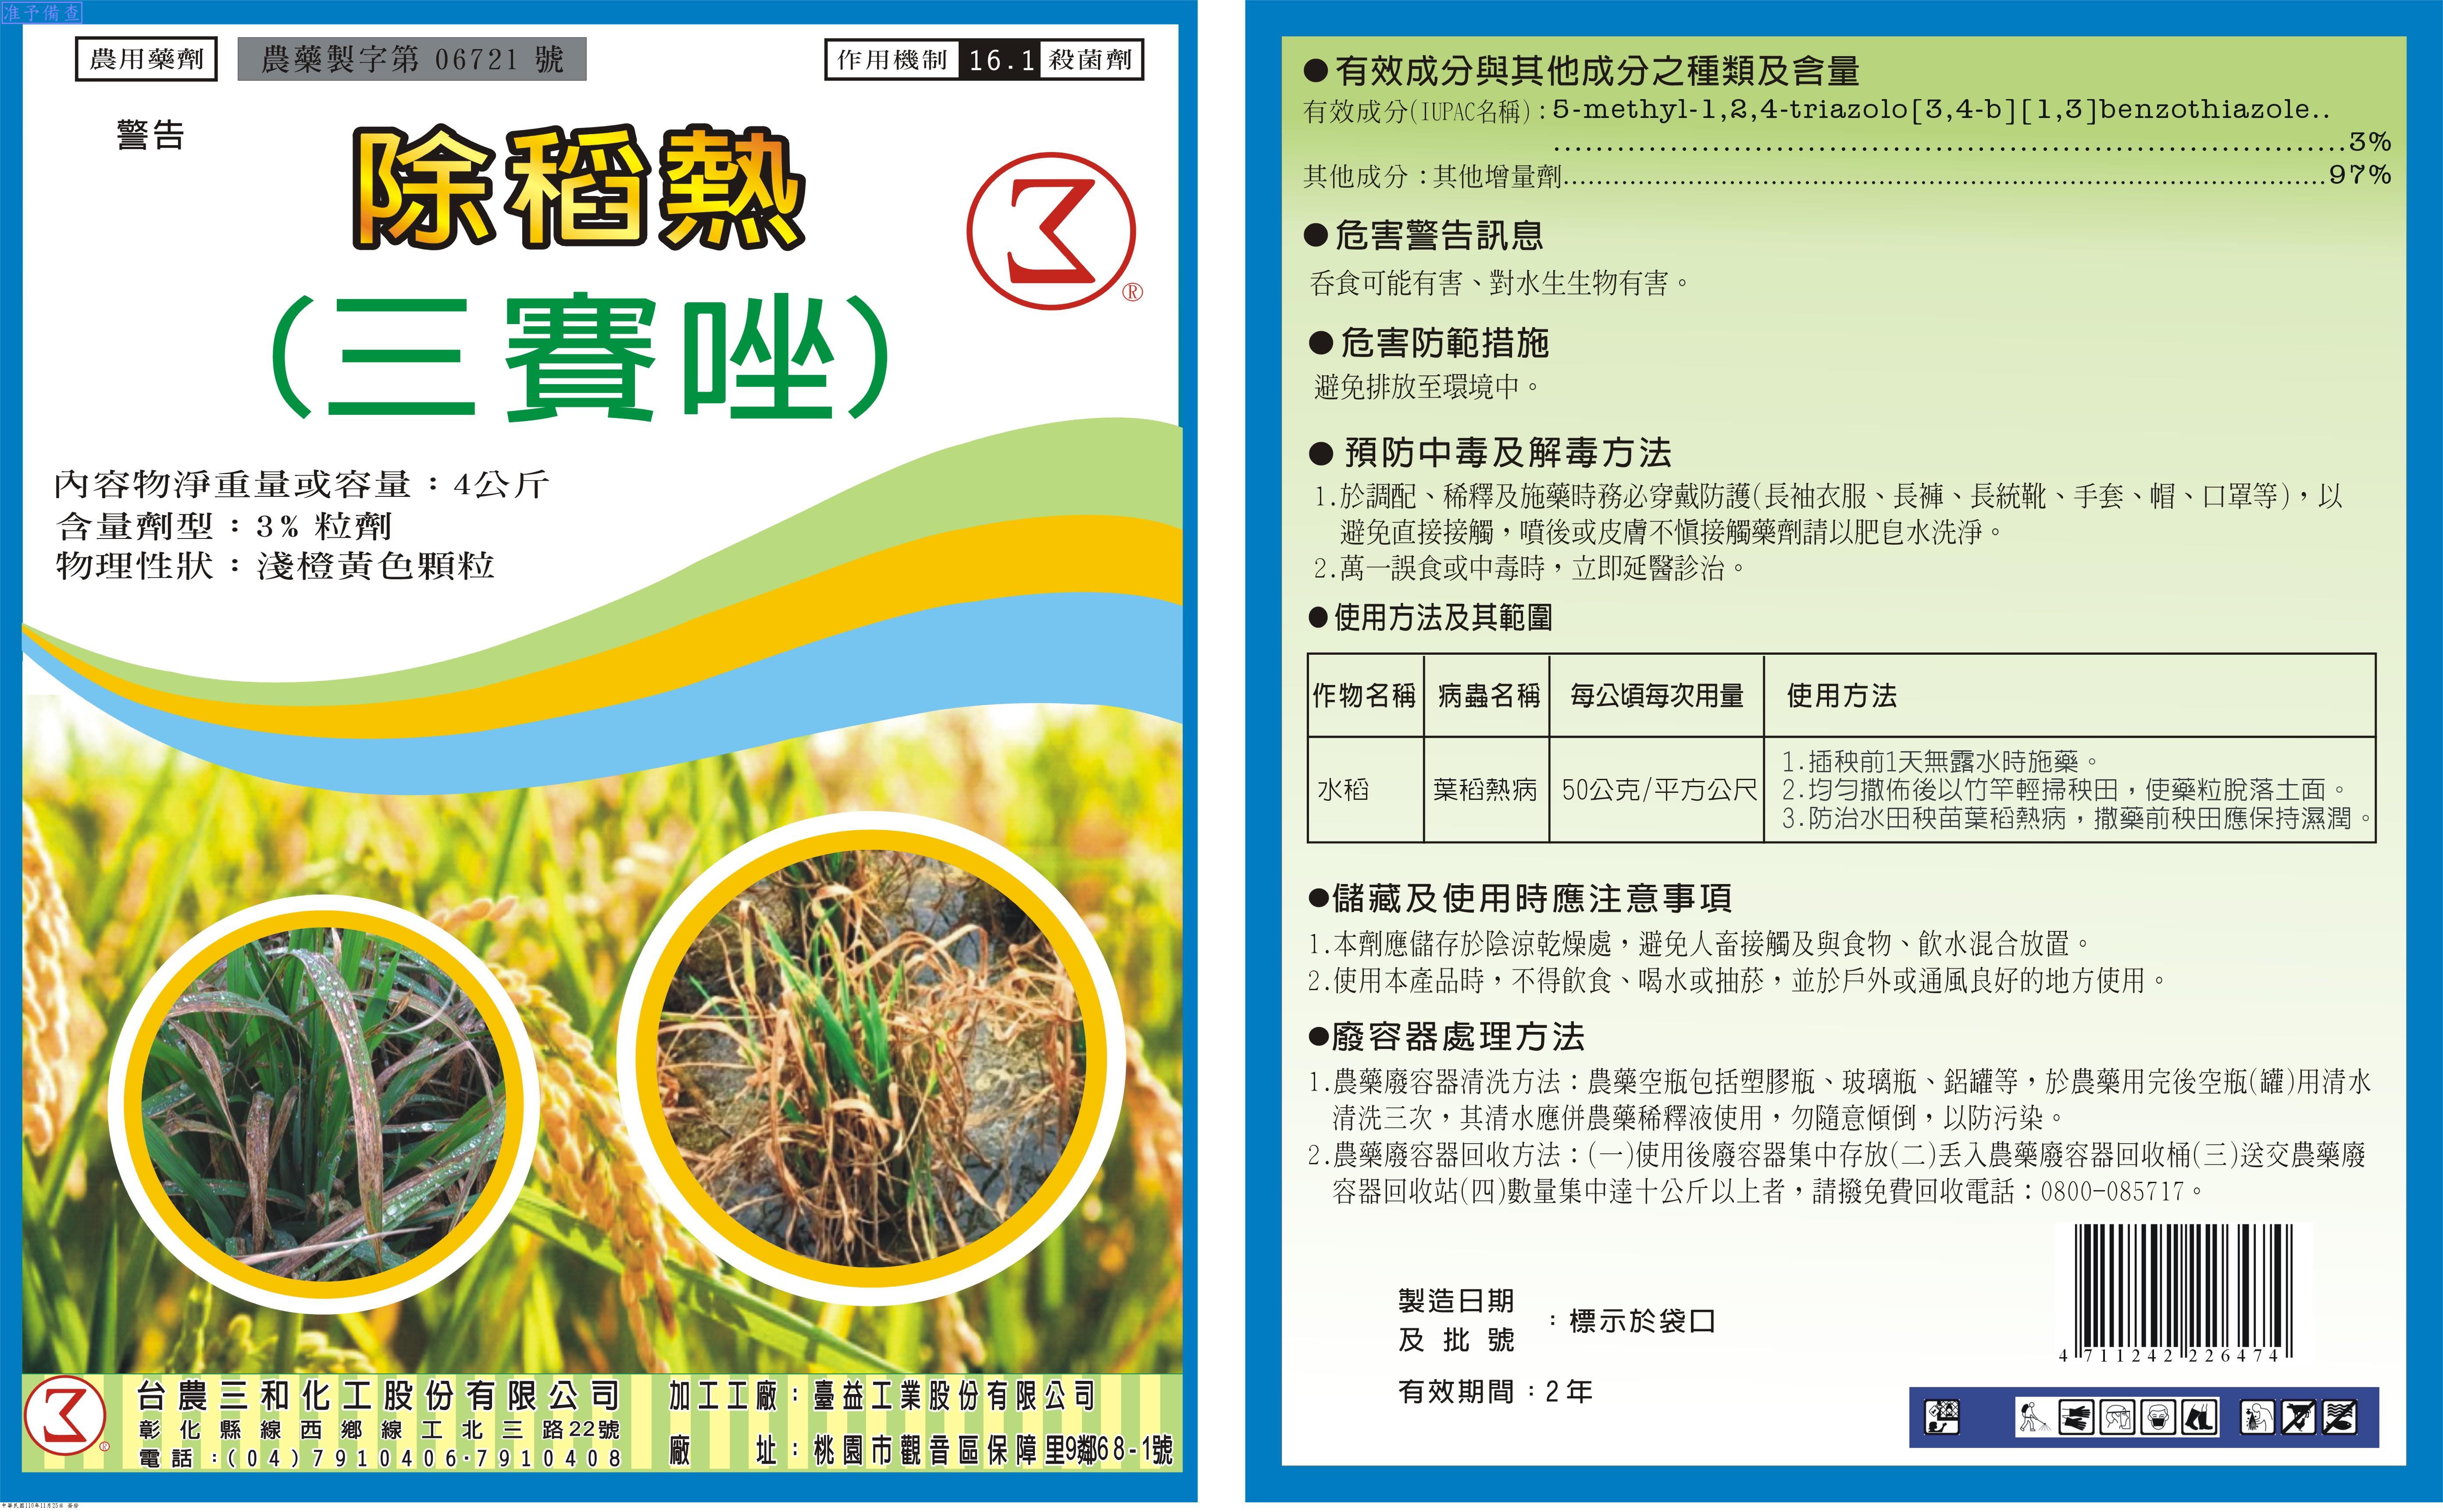 准予備查
農用藥劑
農藥製字第 06721 號
作用機制 16.1 殺菌劑
警告
除稻熱
(三賽唑)
®
內容物淨重量或容量：4公斤
含量劑型：3% 粒劑
物理性狀：淺橙黃色顆粒
台農三和化工股份有限公司
彰化縣線西鄉線工北三路22號
電話:(04)7910406·7910408
加工工廠：臺益工業股份有限公司
廠址：桃園市觀音區保障里9鄰68-1號
●有效成分與其他成分之種類及含量
有效成分(IUPAC名稱)：5-methyl-1,2,4-triazolo[3,4-b][1,3]benzothiazole..
............................................................................3%
其他成分：其他增量劑............................................................................97%
●危害警告訊息
吞食可能有害、對水生生物有害。
●危害防範措施
避免排放至環境中。
●預防中毒及解毒方法
1.於調配、稀釋及施藥時務必穿戴防護(長袖衣服、長褲、長統靴、手套、帽、口罩等)，以
避免直接接觸，噴後或皮膚不慎接觸藥劑請以肥皂水洗淨。
2.萬一誤食或中毒時，立即延醫診治。
●使用方法及其範圍
作物名稱 病蟲名稱 每公頃每次用量 使用方法
水稻 葉稻熱病 50公克/平方公尺
1.插秧前1天無露水時施藥。
2.均勻撒佈後以竹竿輕掃秧田，使藥粒脫落土面。
3.防治水田秧苗葉稻熱病，撒藥前秧田應保持濕潤。
●儲藏及使用時應注意事項
1.本劑應儲存於陰涼乾燥處，避免人畜接觸及與食物、飲水混合放置。
2.使用本產品時，不得飲食、喝水或抽菸，並於戶外或通風良好的地方使用。
●廢容器處理方法
1.農藥廢容器清洗方法：農藥空瓶包括塑膠瓶、玻璃瓶、鋁罐等，於農藥用完後空瓶(罐)用清水
清洗三次，其清水應併農藥稀釋液使用，勿隨意傾倒，以防污染。
2.農藥廢容器回收方法：(一)使用後廢容器集中存放(二)丟入農藥廢容器回收桶(三)送交農藥廢
容器回收站(四)數量集中達十公斤以上者，請撥免費回收電話：0800-085717。
製造日期
及批號
：標示於袋口
有效期間：2年
4 711242 226474